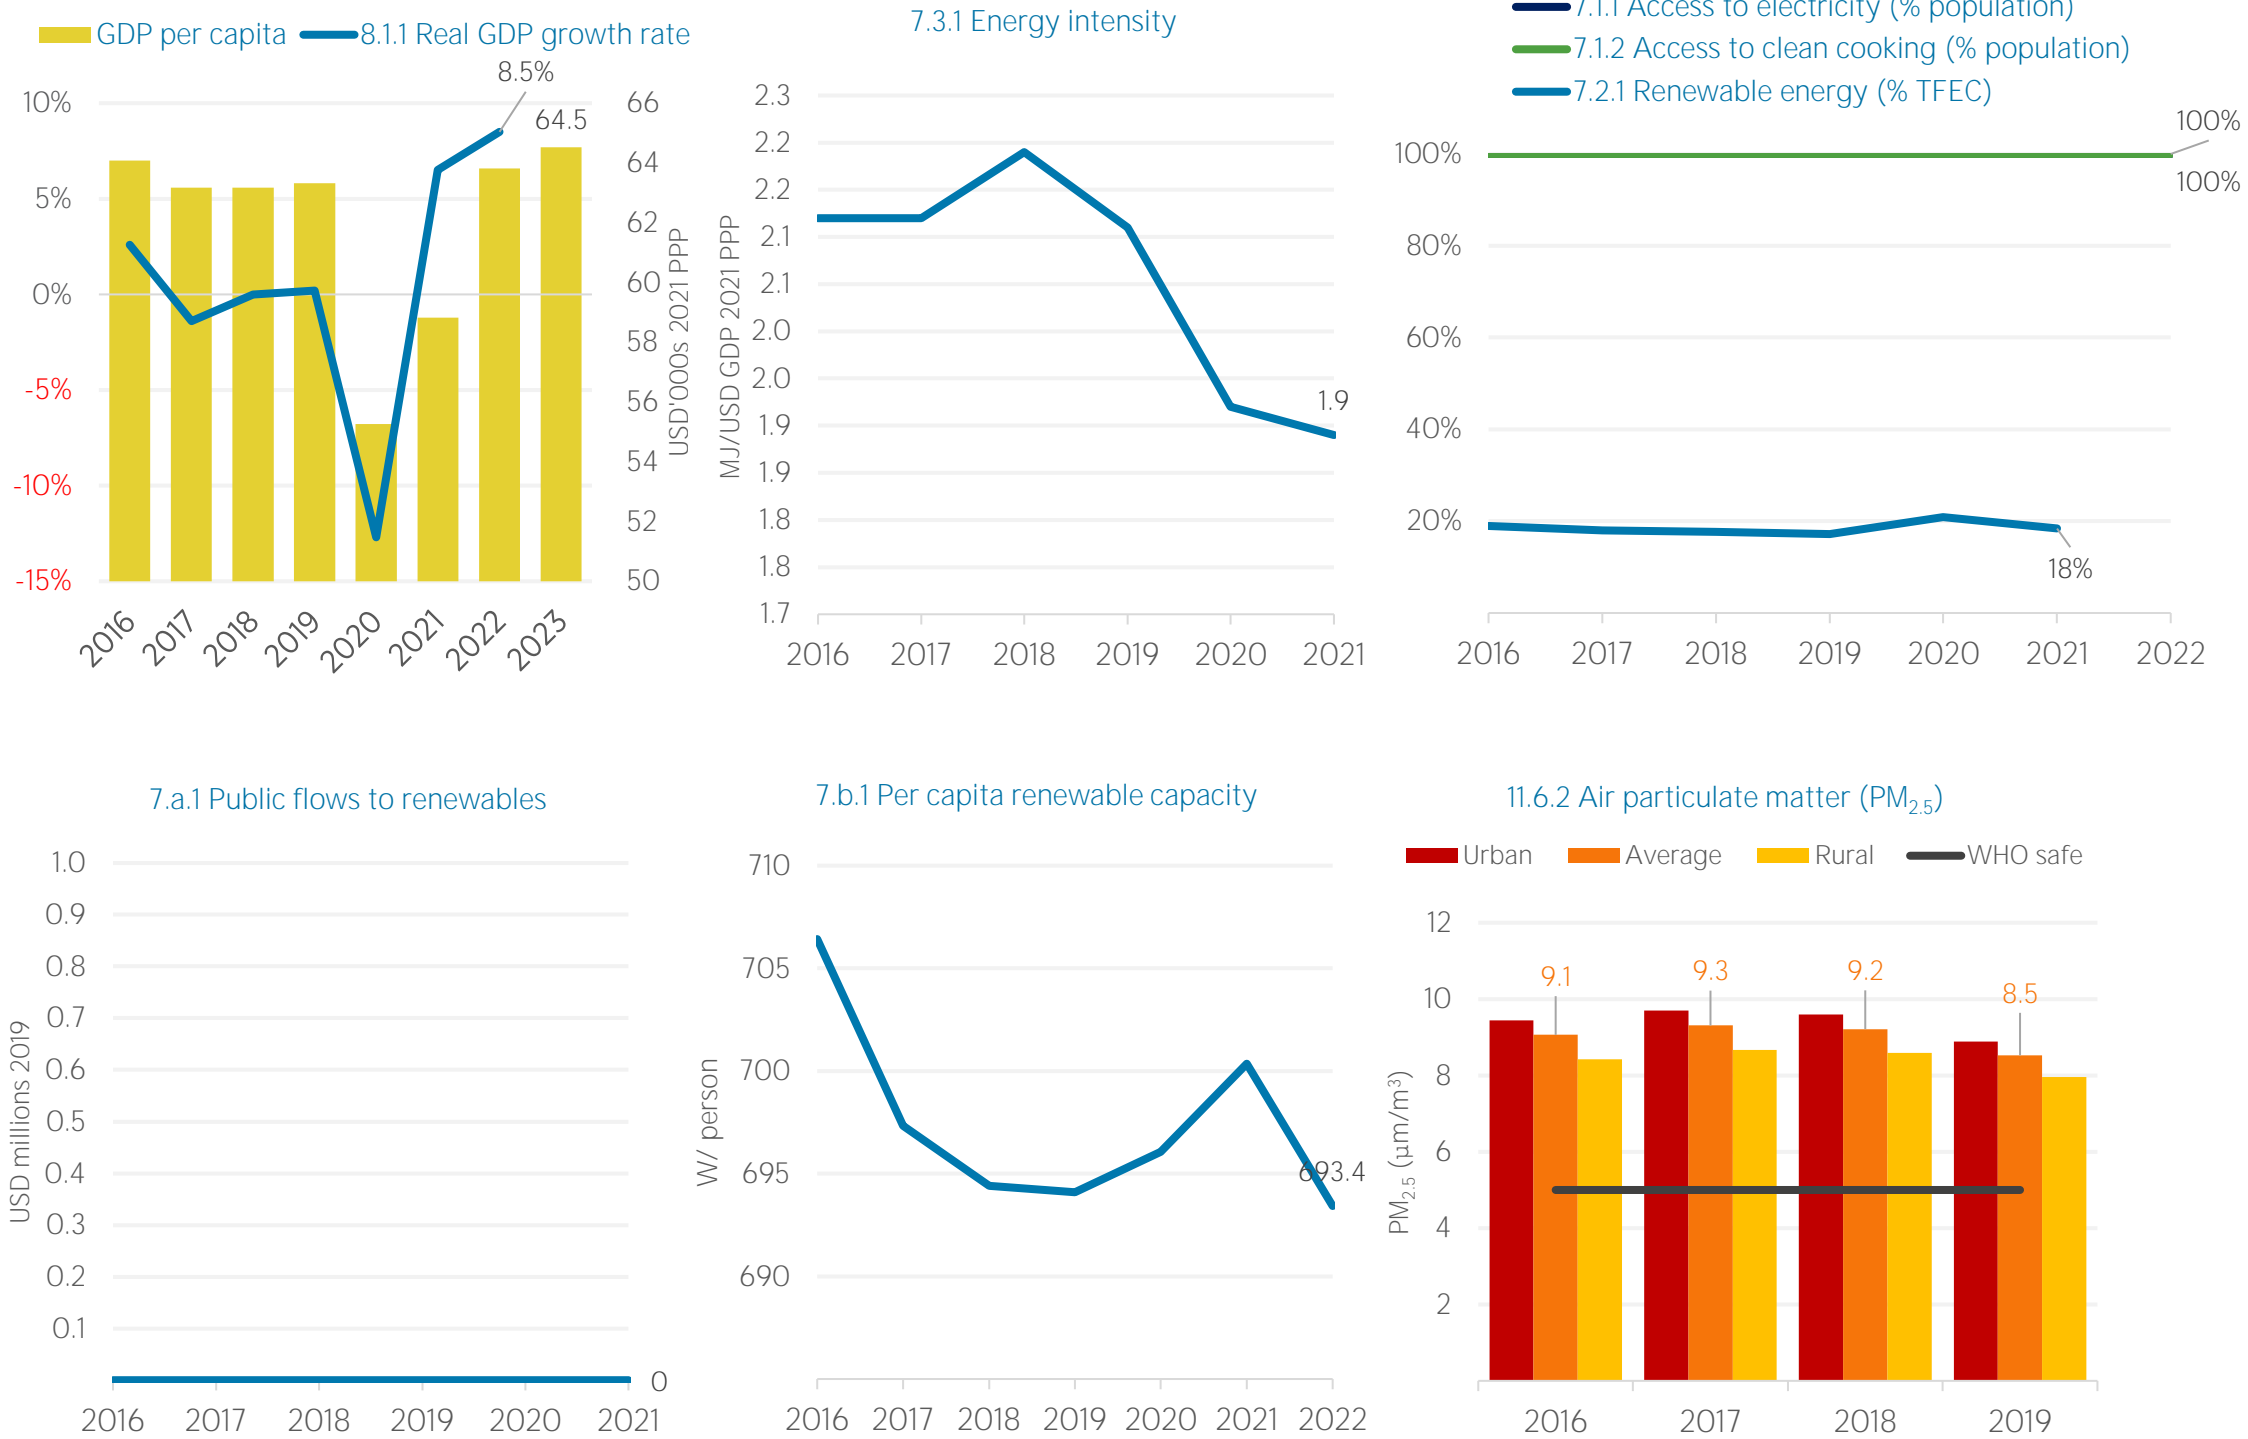 GDP per capita 8.1.1 Real GDP growth rate
8.5%
64.5
10%
5%
0%
-5%
-10%
-15%
66
64
62
60
58
56
54
52
50
USD'000s 2021 PPP
2016 2017 2018 2019 2020 2021 2022 2023
7.3.1 Energy intensity
MJ/USD GDP 2021 PPP
2.3
2.2
2.2
2.1
2.1
2.0
2.0
1.9
1.9
1.8
1.8
1.7
1.9
2016 2017 2018 2019 2020 2021
7.1.1 Access to electricity (% population)
7.1.2 Access to clean cooking (% population)
7.2.1 Renewable energy (% TFEC)
100%
100%
100%
80%
60%
40%
20%
18%
2016 2017 2018 2019 2020 2021 2022
7.a.1 Public flows to renewables
USD millions 2019
1.0
0.9
0.8
0.7
0.6
0.5
0.4
0.3
0.2
0.1
0
2016 2017 2018 2019 2020 2021
7.b.1 Per capita renewable capacity
W/ person
710
705
700
695
690
693.4
2016 2017 2018 2019 2020 2021 2022
11.6.2 Air particulate matter (PM2.5)
Urban Average Rural WHO safe
PM2.5 (µm/m³)
12
10
8
6
4
2
9.1 9.3 9.2 8.5
2016 2017 2018 2019